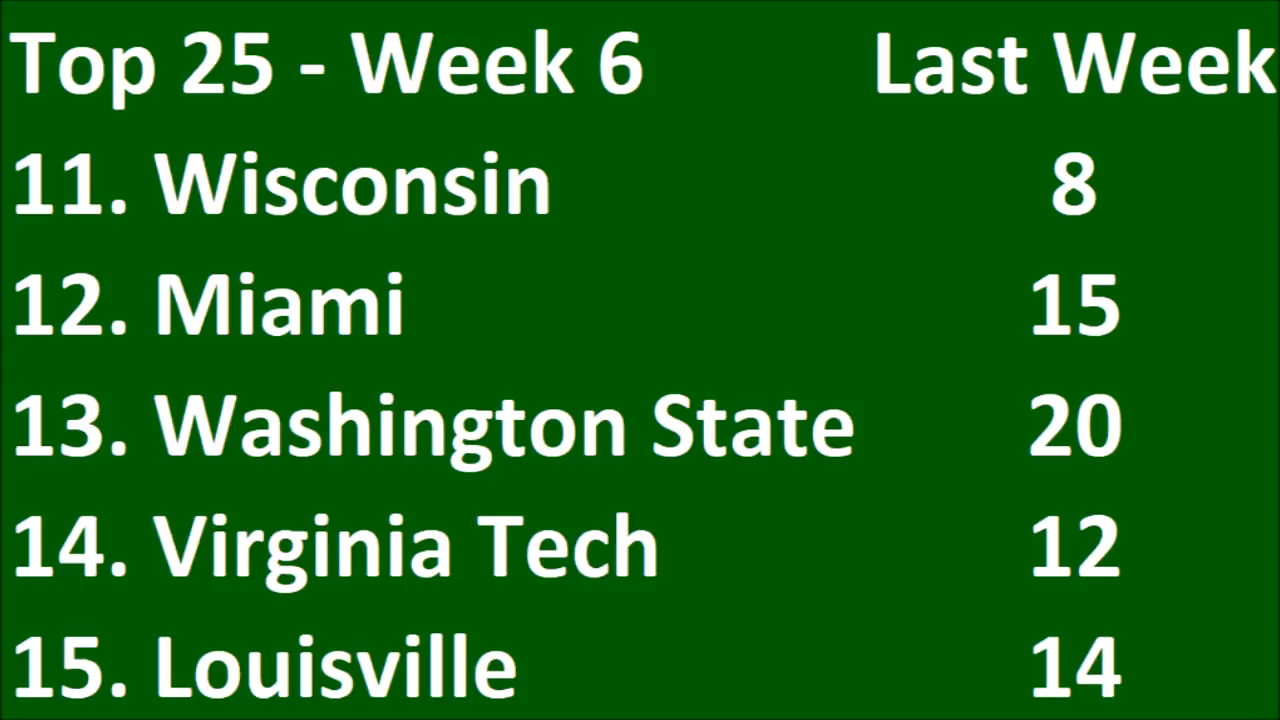 Top 25 - Week 6 Last Week
11. Wisconsin 8
12. Miami 15
13. Washington State 20
14. Virginia Tech 12
15. Louisville 14